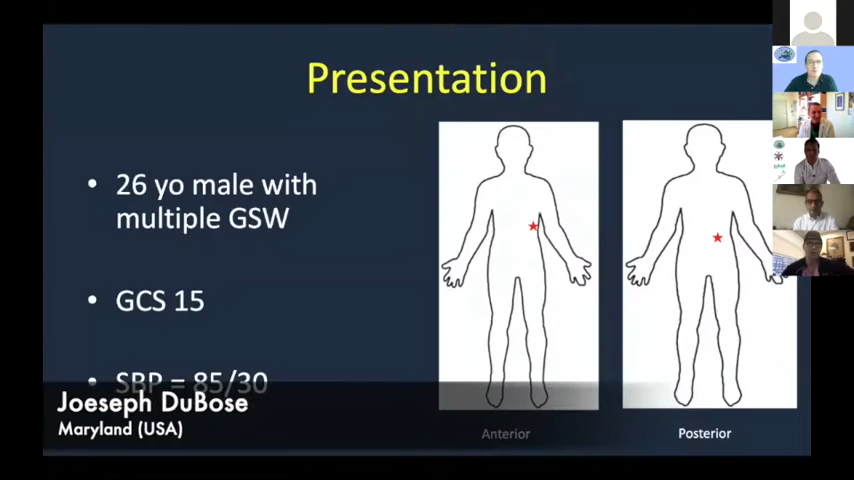 Presentation
• 26 yo male with
multiple GSW
• GCS 15
• SBP = 85/30
Joeseph DuBose
Maryland (USA)
Anterior
Posterior